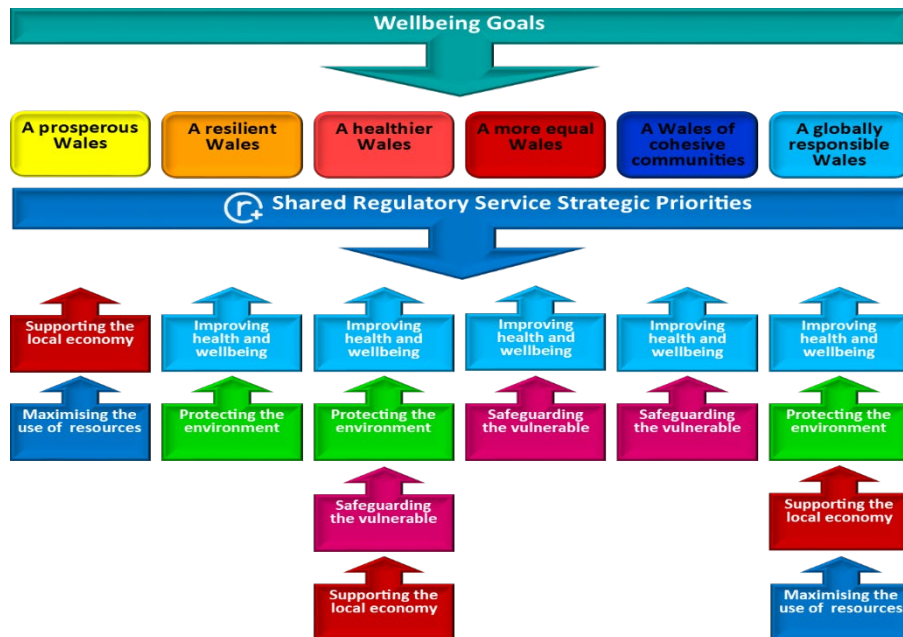 Wellbeing Goals
A prosperous
Wales
A resilient
Wales
A healthier
Wales
A more equal
Wales
A Wales of
cohesive
communities
A globally
responsible
Wales
r+ Shared Regulatory Service Strategic Priorities
Supporting the
local economy
Improving
health and
wellbeing
Improving
health and
wellbeing
Improving
health and
wellbeing
Improving
health and
wellbeing
Improving
health and
wellbeing
Maximising the
use of resources
Protecting the
environment
Protecting the
environment
Safeguarding
the vulnerable
Safeguarding
the vulnerable
Protecting the
environment
Safeguarding
the vulnerable
Supporting the
local economy
Supporting the
local economy
Maximising the
use of resources